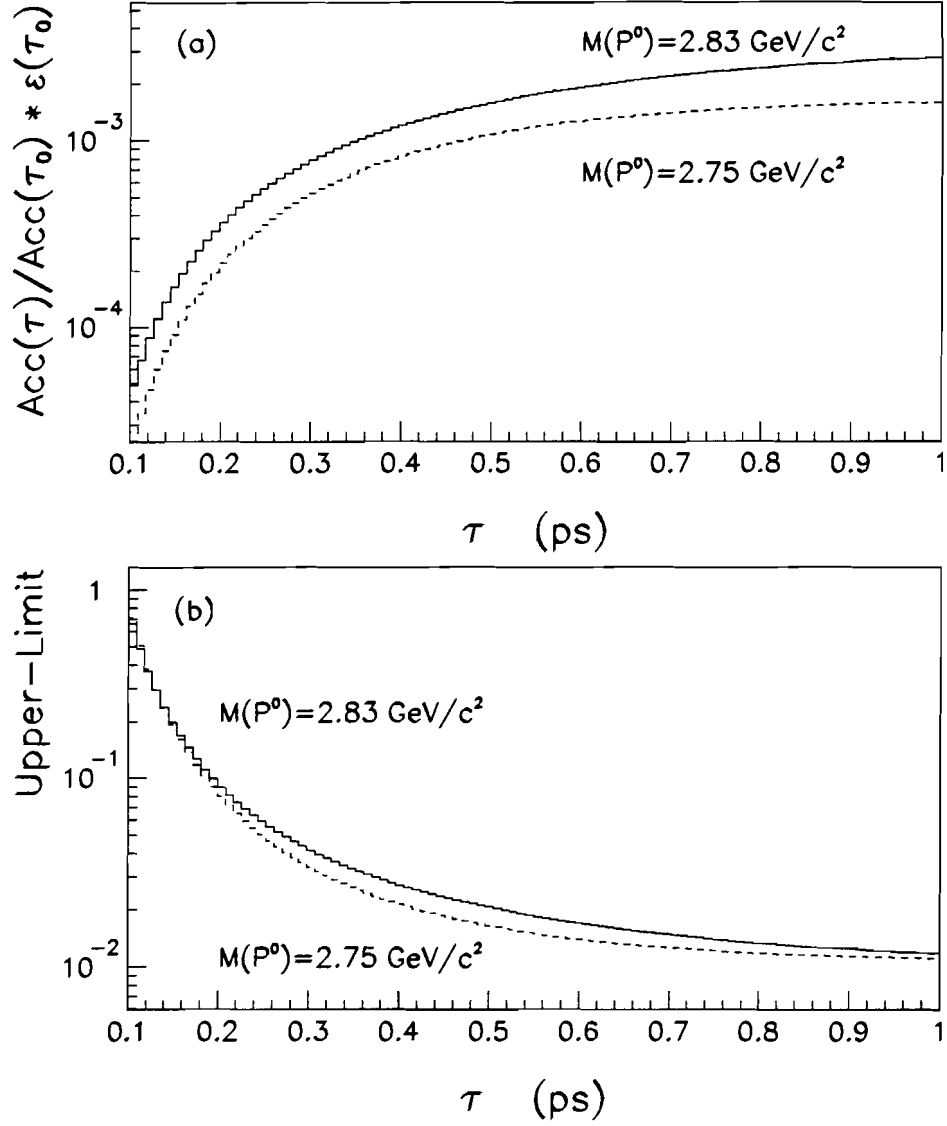 (a)
M(P⁰)=2.83 GeV/c²
M(P⁰)=2.75 GeV/c²
Acc(τ)/Acc(τ₀) * ε(τ₀)
10⁻³
10⁻⁴
0.1 0.2 0.3 0.4 0.5 0.6 0.7 0.8 0.9 1
τ (ps)
(b)
M(P⁰)=2.83 GeV/c²
M(P⁰)=2.75 GeV/c²
Upper-Limit
1
10⁻¹
10⁻²
0.1 0.2 0.3 0.4 0.5 0.6 0.7 0.8 0.9 1
τ (ps)